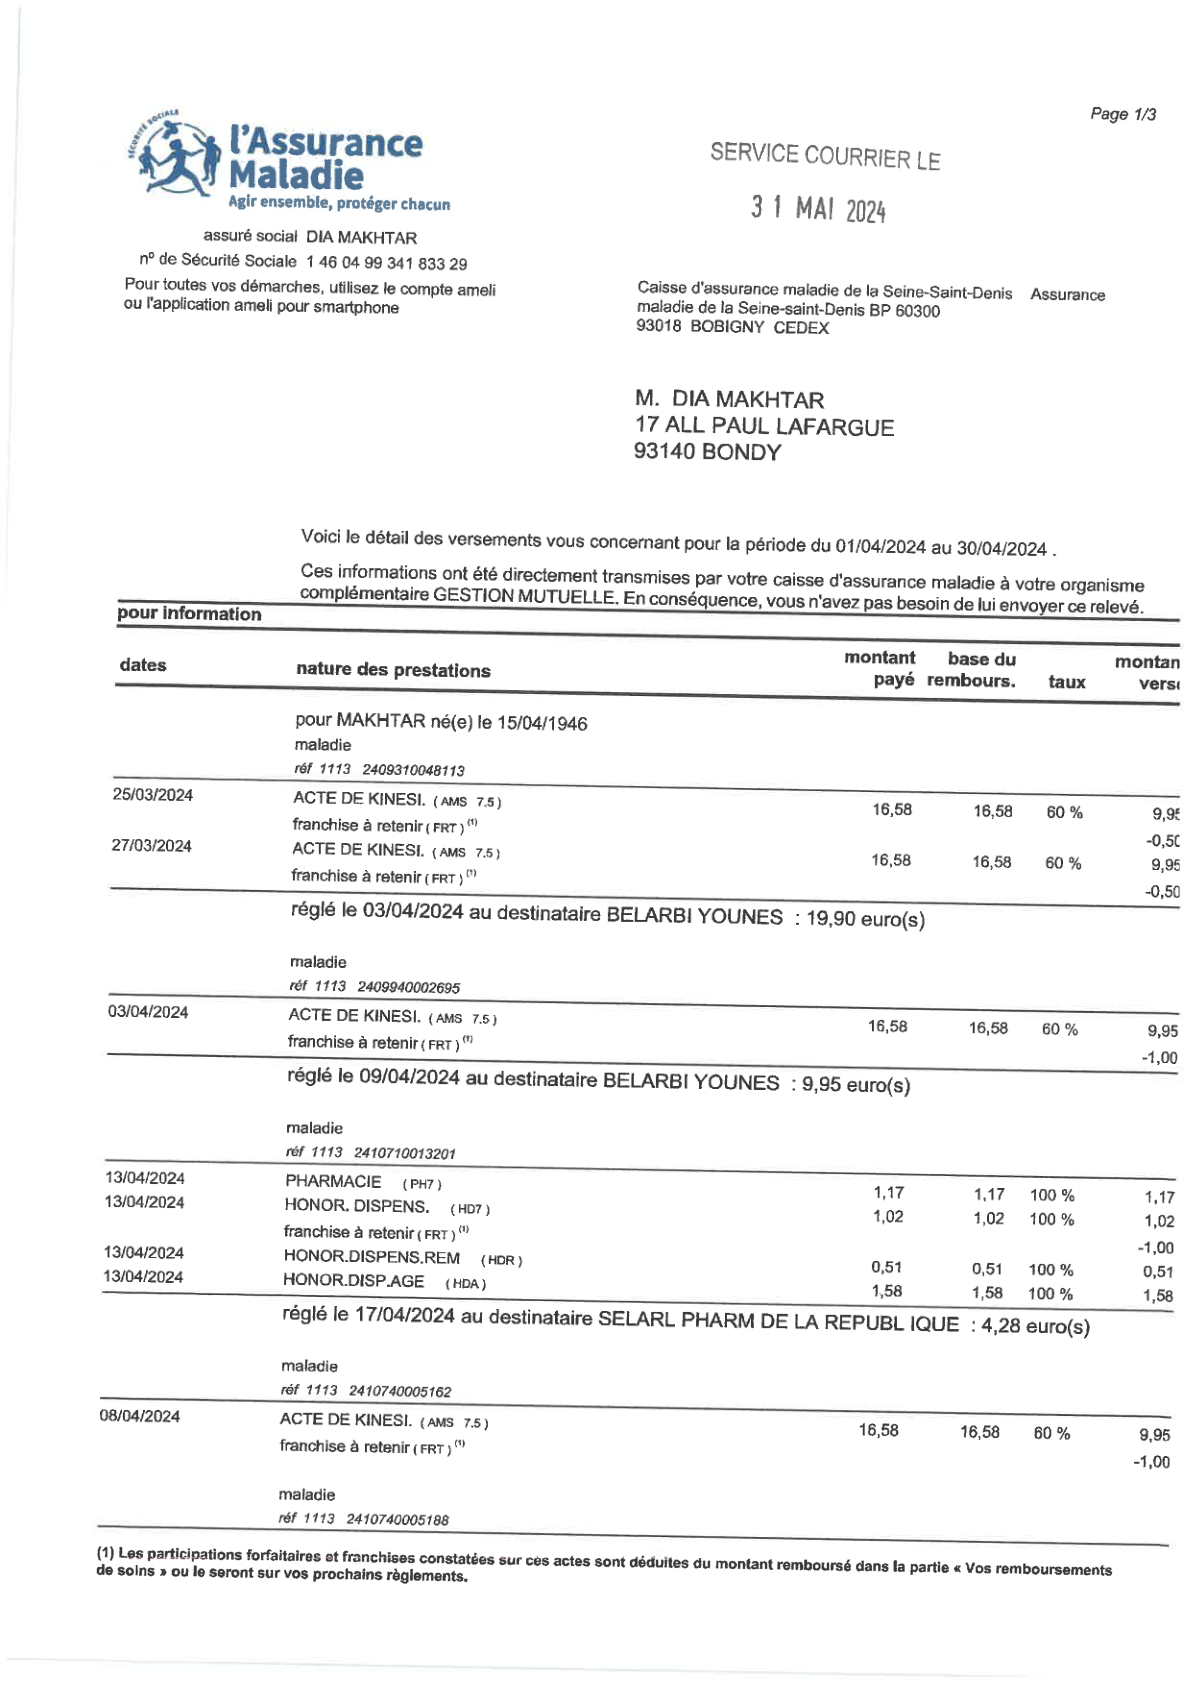 Page 1/3
SÉCURITÉ SOCIALE
l'Assurance
Maladie
Agir ensemble, protéger chacun
SERVICE COURRIER LE
31 MAI 2024
assuré social DIA MAKHTAR
n° de Sécurité Sociale 1 46 04 99 341 833 29
Pour toutes vos démarches, utilisez le compte ameli
ou l'application ameli pour smartphone
Caisse d'assurance maladie de la Seine-Saint-Denis Assurance
maladie de la Seine-saint-Denis BP 60300
93018 BOBIGNY CEDEX
M. DIA MAKHTAR
17 ALL PAUL LAFARGUE
93140 BONDY
Voici le détail des versements vous concernant pour la période du 01/04/2024 au 30/04/2024 .
Ces informations ont été directement transmises par votre caisse d'assurance maladie à votre organisme
complémentaire GESTION MUTUELLE. En conséquence, vous n'avez pas besoin de lui envoyer ce relevé.
pour information
dates nature des prestations montant payé base du rembours. taux montan vers
pour MAKHTAR né(e) le 15/04/1946
maladie
réf 1113 2409310048113
25/03/2024 ACTE DE KINESI. ( AMS 7.5 ) 16,58 16,58 60 % 9,95
franchise à retenir ( FRT ) (1) -0,50
27/03/2024 ACTE DE KINESI. ( AMS 7.5 ) 16,58 16,58 60 % 9,95
franchise à retenir ( FRT ) (1) -0,50
réglé le 03/04/2024 au destinataire BELARBI YOUNES : 19,90 euro(s)
maladie
réf 1113 2409940002695
03/04/2024 ACTE DE KINESI. ( AMS 7.5 ) 16,58 16,58 60 % 9,95
franchise à retenir ( FRT ) (1) -1,00
réglé le 09/04/2024 au destinataire BELARBI YOUNES : 9,95 euro(s)
maladie
réf 1113 2410710013201
13/04/2024 PHARMACIE ( PH7 ) 1,17 1,17 100 % 1,17
13/04/2024 HONOR. DISPENS. ( HD7 ) 1,02 1,02 100 % 1,02
franchise à retenir ( FRT ) (1) -1,00
13/04/2024 HONOR.DISPENS.REM ( HDR ) 0,51 0,51 100 % 0,51
13/04/2024 HONOR.DISP.AGE ( HDA ) 1,58 1,58 100 % 1,58
réglé le 17/04/2024 au destinataire SELARL PHARM DE LA REPUBL IQUE : 4,28 euro(s)
maladie
réf 1113 2410740005162
08/04/2024 ACTE DE KINESI. ( AMS 7.5 ) 16,58 16,58 60 % 9,95
franchise à retenir ( FRT ) (1) -1,00
maladie
réf 1113 2410740005188
(1) Les participations forfaitaires et franchises constatées sur ces actes sont déduites du montant remboursé dans la partie « Vos remboursements
de soins » ou le seront sur vos prochains règlements.